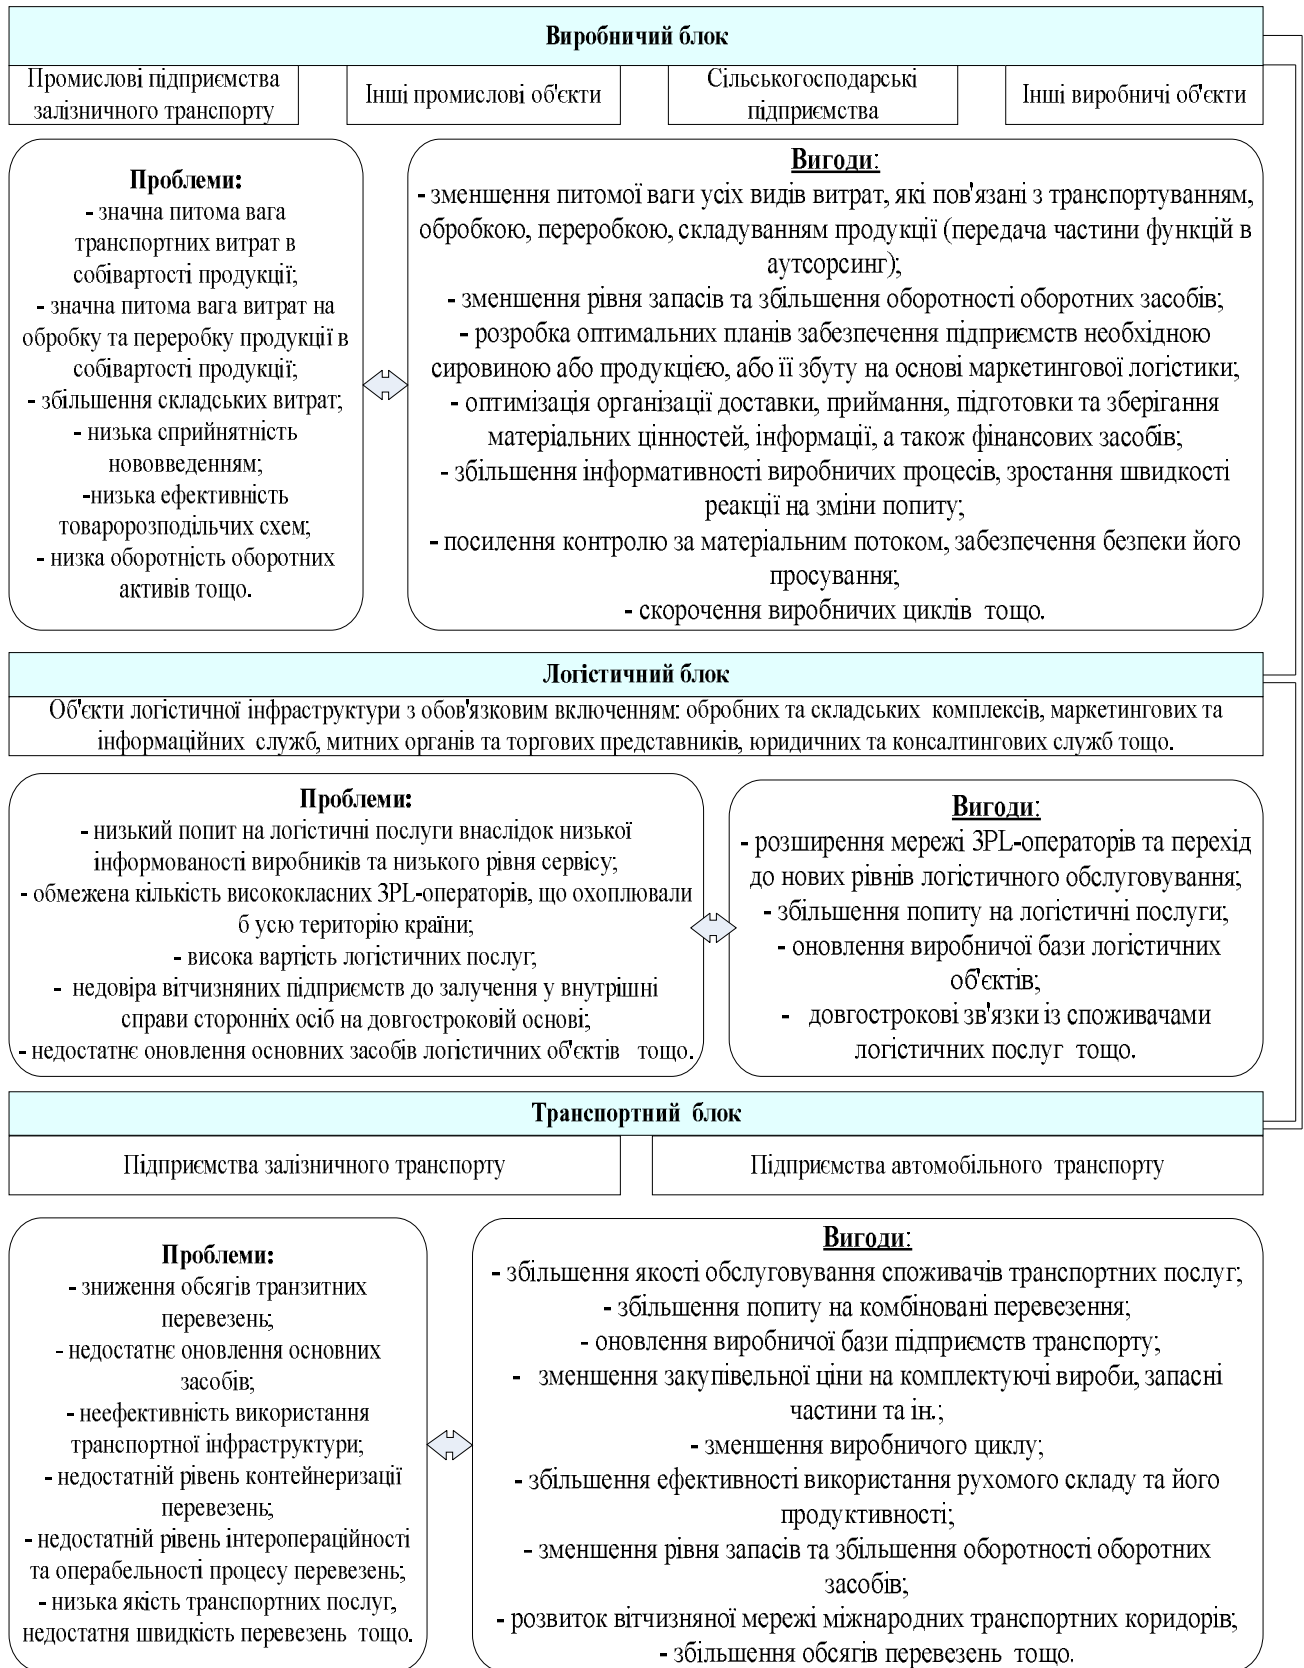 Виробничий блок
Промислові підприємства
залізничного транспорту
Інші промислові об'єкти
Сільськогосподарські
підприємства
Інші виробничі об'єкти
Проблеми:
- значна питома вага
транспортних витрат в
собівартості продукції;
- значна питома вага витрат на
обробку та переробку продукції в
собівартості продукції;
- збільшення складських витрат;
- низька сприйнятність
нововведенням;
-низька ефективність
товаророзподільчих схем;
- низка оборотність оборотних
активів тощо.
Вигоди:
- зменшення питомої ваги усіх видів витрат, які пов'язані з транспортуванням,
обробкою, переробкою, складуванням продукції (передача частини функцій в
аутсорсинг);
- зменшення рівня запасів та збільшення оборотності оборотних засобів;
- розробка оптимальних планів забезпечення підприємств необхідною
сировиною або продукцією, або її збуту на основі маркетингової логістики;
- оптимізація організації доставки, приймання, підготовки та зберігання
матеріальних цінностей, інформації, а також фінансових засобів;
- збільшення інформативності виробничих процесів, зростання швидкості
реакції на зміни попиту;
- посилення контролю за матеріальним потоком, забезпечення безпеки його
просування;
- скорочення виробничих циклів тощо.
Логістичний блок
Об'єкти логістичної інфраструктури з обов'язковим включенням: обробних та складських комплексів, маркетингових та
інформаційних служб, митних органів та торгових представників, юридичних та консалтингових служб тощо.
Проблеми:
- низький попит на логістичні послуги внаслідок низької
інформованості виробників та низького рівня сервісу;
- обмежена кількість висококласних 3PL-операторів, що охоплювали
б усю територію країни;
- висока вартість логістичних послуг;
- недовіра вітчизняних підприємств до залучення у внутрішні
справи сторонніх осіб на довгостроковій основі;
- недостатнє оновлення основних засобів логістичних об'єктів тощо.
Вигоди:
- розширення мережі 3PL-операторів та перехід
до нових рівнів логістичного обслуговування;
- збільшення попиту на логістичні послуги;
- оновлення виробничої бази логістичних
об'єктів;
- довгострокові зв'язки із споживачами
логістичних послуг тощо.
Транспортний блок
Підприємства залізничного транспорту
Підприємства автомобільного транспорту
Проблеми:
- зниження обсягів транзитних
перевезень;
- недостатнє оновлення основних
засобів;
- неефективність використання
транспортної інфраструктури;
- недостатній рівень контейнеризації
перевезень;
- недостатній рівень інтеропераційності
та операбельності процесу перевезень;
- низька якість транспортних послуг,
недостатня швидкість перевезень тощо.
Вигоди:
- збільшення якості обслуговування споживачів транспортних послуг;
- збільшення попиту на комбіновані перевезення;
- оновлення виробничої бази підприємств транспорту;
- зменшення закупівельної ціни на комплектуючі вироби, запасні
частини та ін.;
- зменшення виробничого циклу;
- збільшення ефективності використання рухомого складу та його
продуктивності;
- зменшення рівня запасів та збільшення оборотності оборотних
засобів;
- розвиток вітчизняної мережі міжнародних транспортних коридорів;
- збільшення обсягів перевезень тощо.